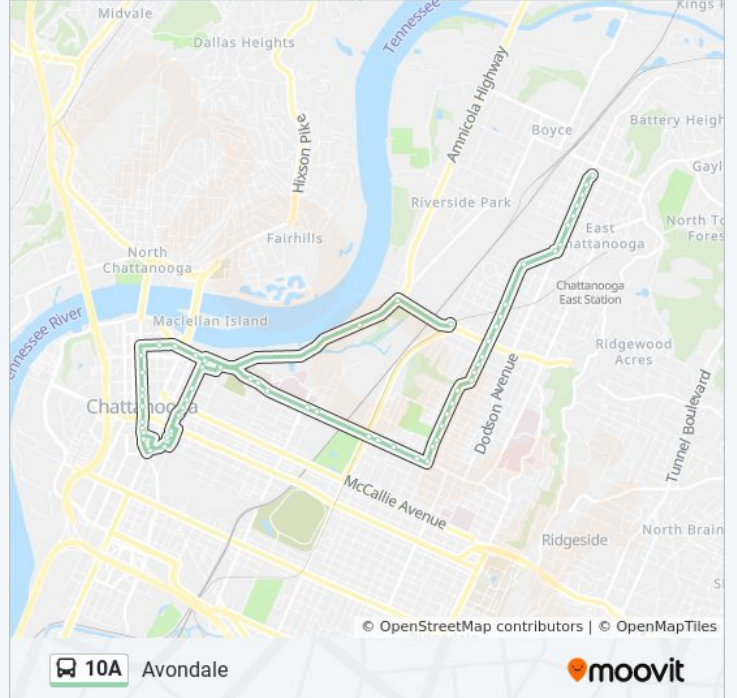 Midvale
Kings
Tennessee
Dallas Heights
Amnicola Highway
Hixson Pike
Boyce
Battery Heigh
Gayl
Riverside Park
North To
Fores
East
hattanooga
Fairhills
North
Chattanooga
Chattanooga
East Station
Maclellan Island
nnessee River
Ridgewood
Acres
Dodson Avenue
Tunnel Boulevard
Chattanooga
McCallie Avenue
North Brain
Ridgeside
© OpenStreetMap contributors | © OpenMapTiles
10A Avondale
moovit